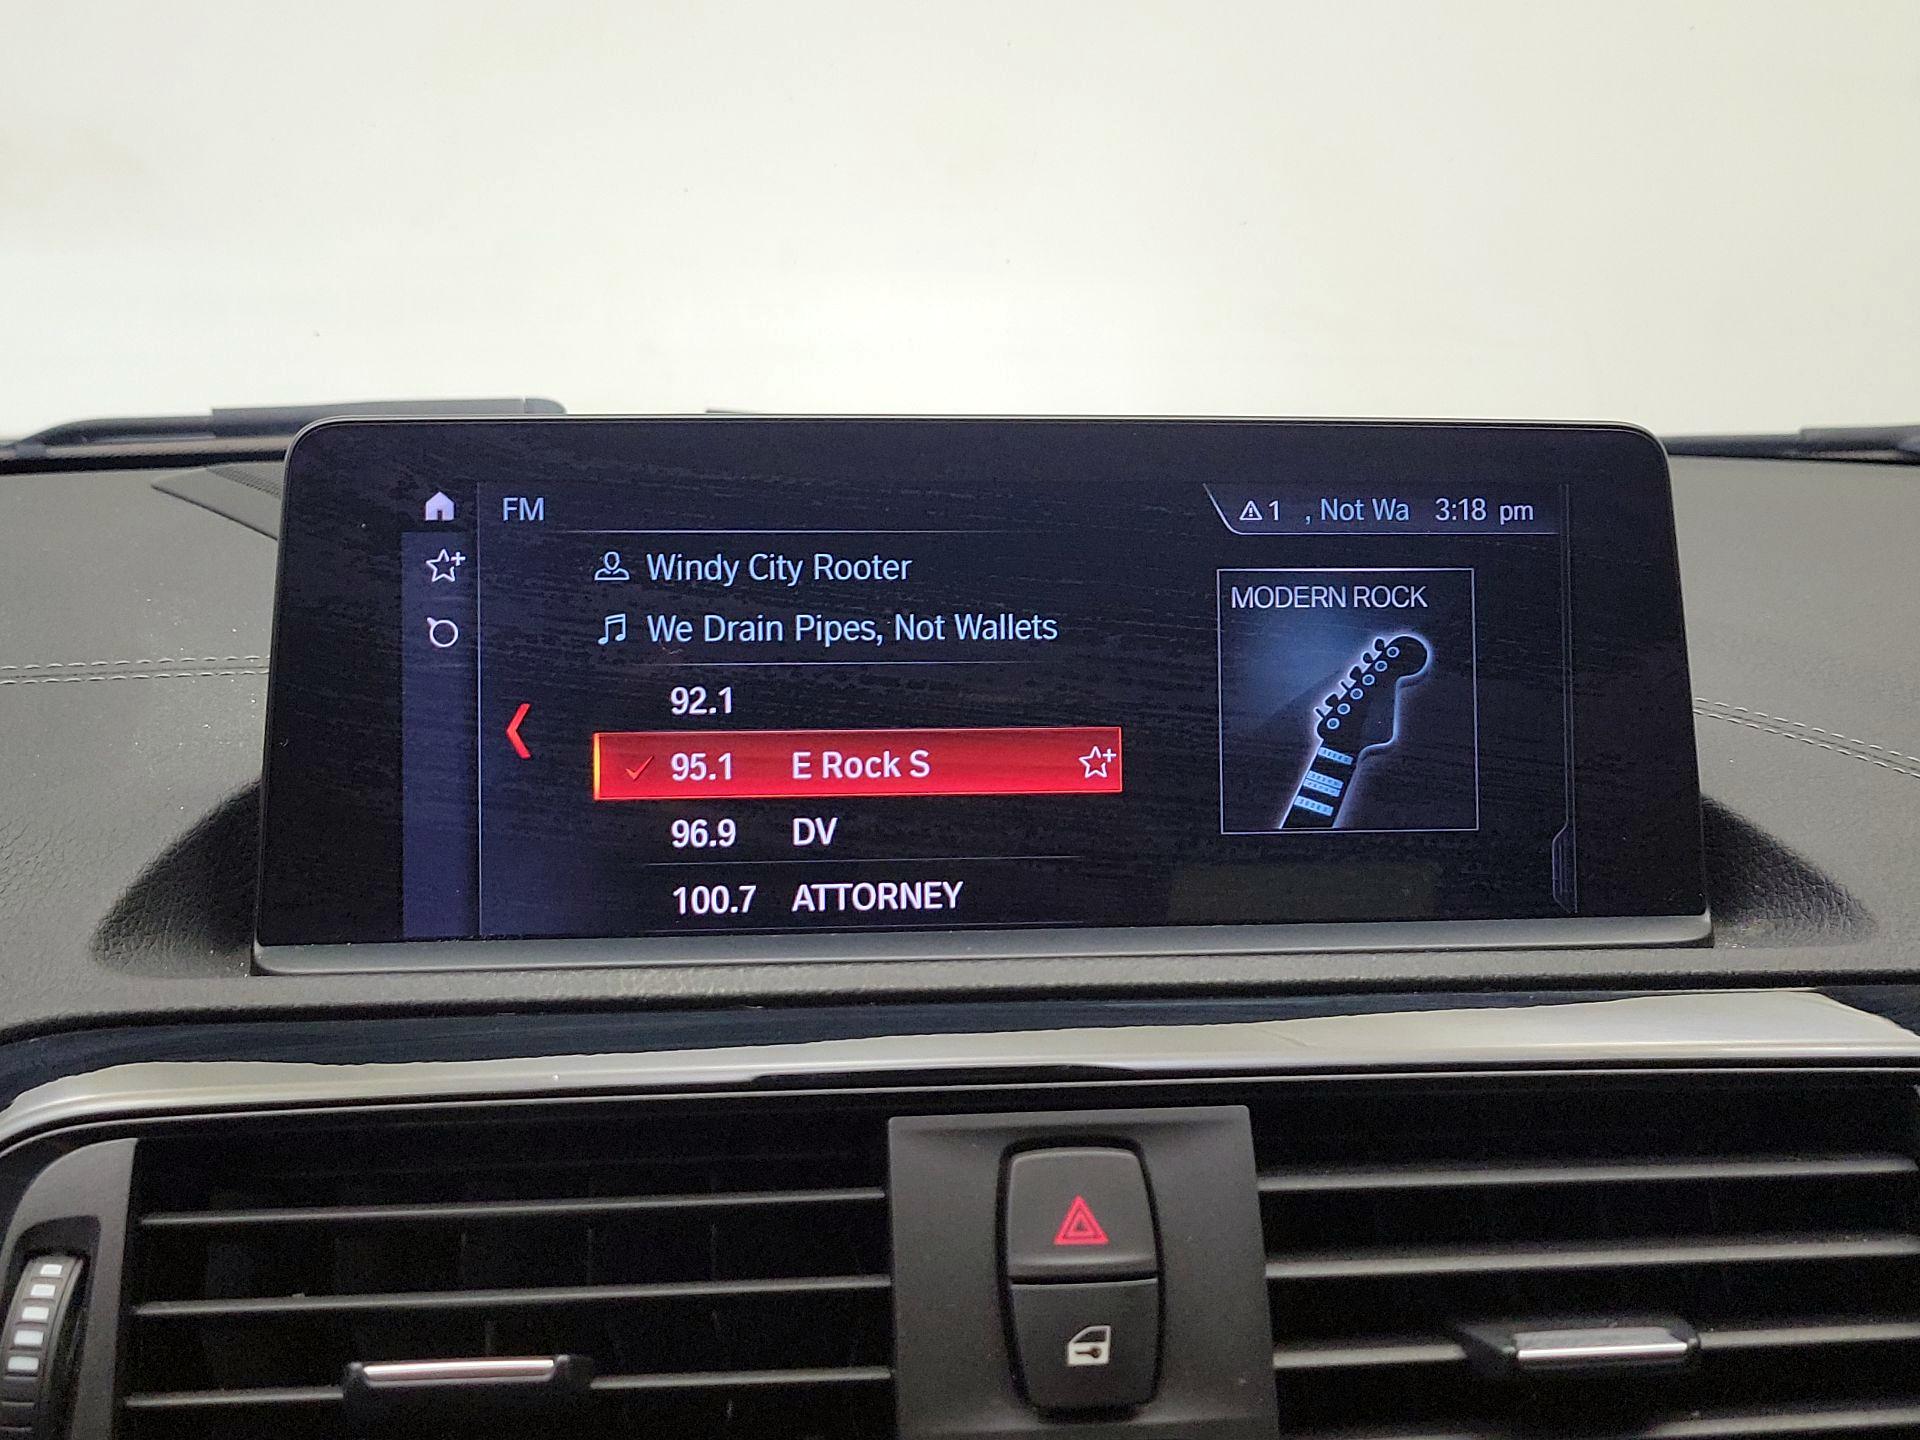 FM
1 , Not Wa 3:18 pm
Windy City Rooter
We Drain Pipes, Not Wallets
MODERN ROCK
92.1
95.1 E Rock S
96.9 DV
100.7 ATTORNEY